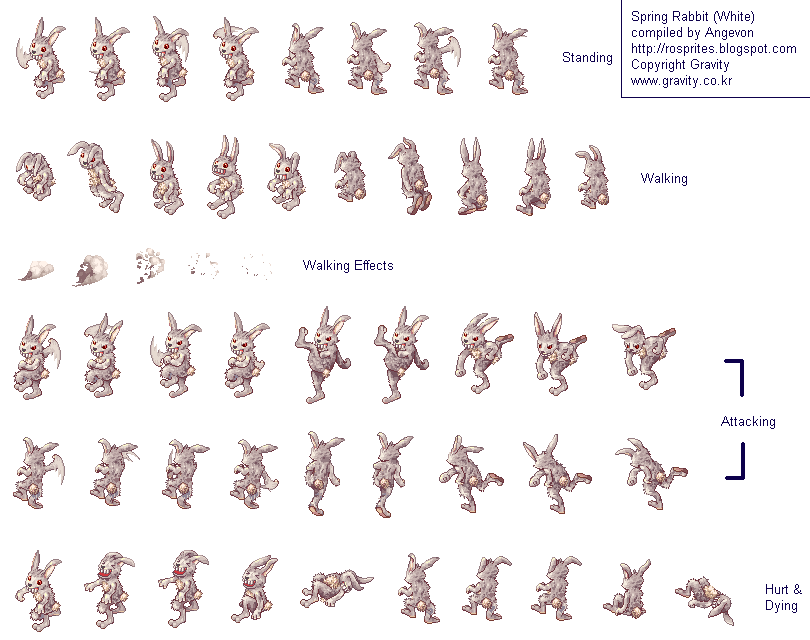 Spring Rabbit (White)
compiled by Angevon
http://rosprites.blogspot.com
Copyright Gravity
www.gravity.co.kr
Standing
Walking
Walking Effects
Attacking
Hurt &
Dying